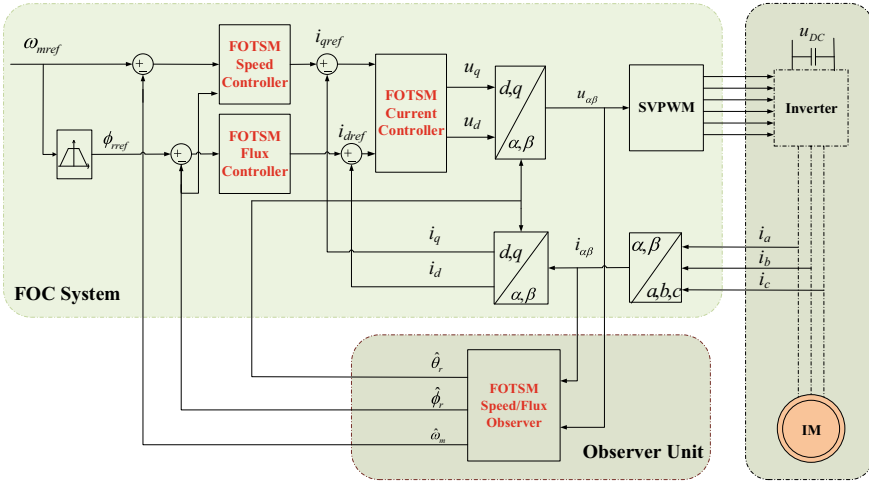 ω_mref
FOTSM
Speed
Controller
i_qref
FOTSM
Current
Controller
u_q
u_d
d,q
α,β
u_αβ
SVPWM
u_DC
Inverter
ϕ_rref
FOTSM
Flux
Controller
i_dref
i_q
i_d
d,q
α,β
i_αβ
α,β
a,b,c
i_a
i_b
i_c
FOC System
θ̂_r
ϕ̂_r
ω̂_m
FOTSM
Speed/Flux
Observer
Observer Unit
IM